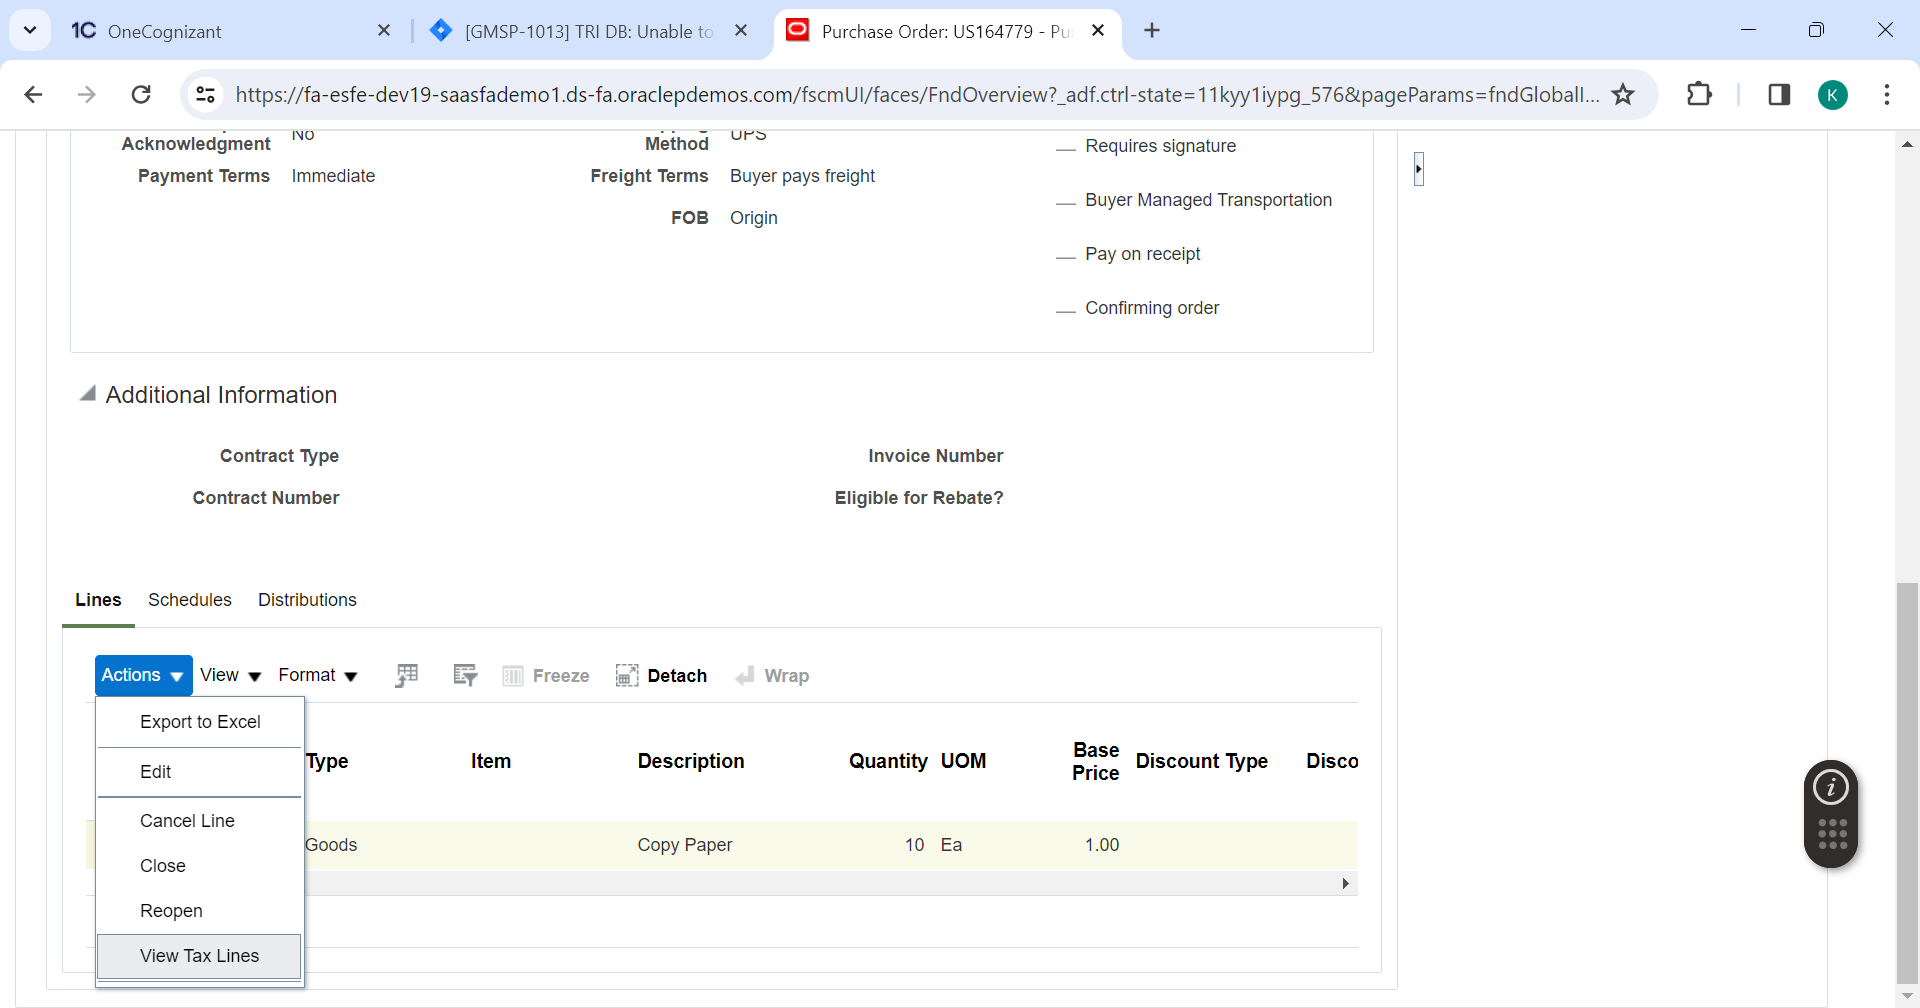 1C OneCognizant
[GMSP-1013] TRI DB: Unable to
Purchase Order: US164779 - Pu
https://fa-esfe-dev19-saasfademo1.ds-fa.oraclepdemos.com/fscmUI/faces/FndOverview?_adf.ctrl-state=11kyy1iypg_576&pageParams=fndGlobalI...
K
Acknowledgment No
Method UPS
Requires signature
Payment Terms Immediate
Freight Terms Buyer pays freight
Buyer Managed Transportation
FOB Origin
Pay on receipt
Confirming order
Additional Information
Contract Type
Invoice Number
Contract Number
Eligible for Rebate?
Lines Schedules Distributions
Actions View Format Freeze Detach Wrap
Export to Excel
Edit
Cancel Line
Close
Reopen
View Tax Lines
Type Item Description Quantity UOM Base Price Discount Type Disco
Goods Copy Paper 10 Ea 1.00
i